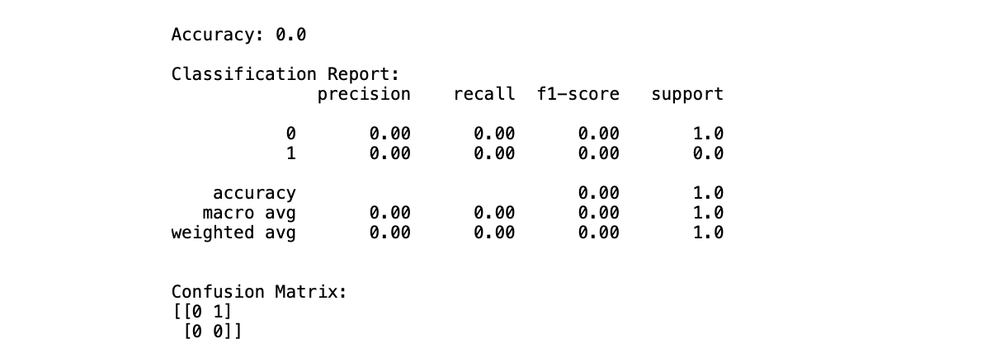 Accuracy: 0.0
Classification Report:
precision recall f1-score support
0 0.00 0.00 0.00 1.0
1 0.00 0.00 0.00 0.0
accuracy 0.00 1.0
macro avg 0.00 0.00 0.00 1.0
weighted avg 0.00 0.00 0.00 1.0
Confusion Matrix:
[[0 1]
[0 0]]